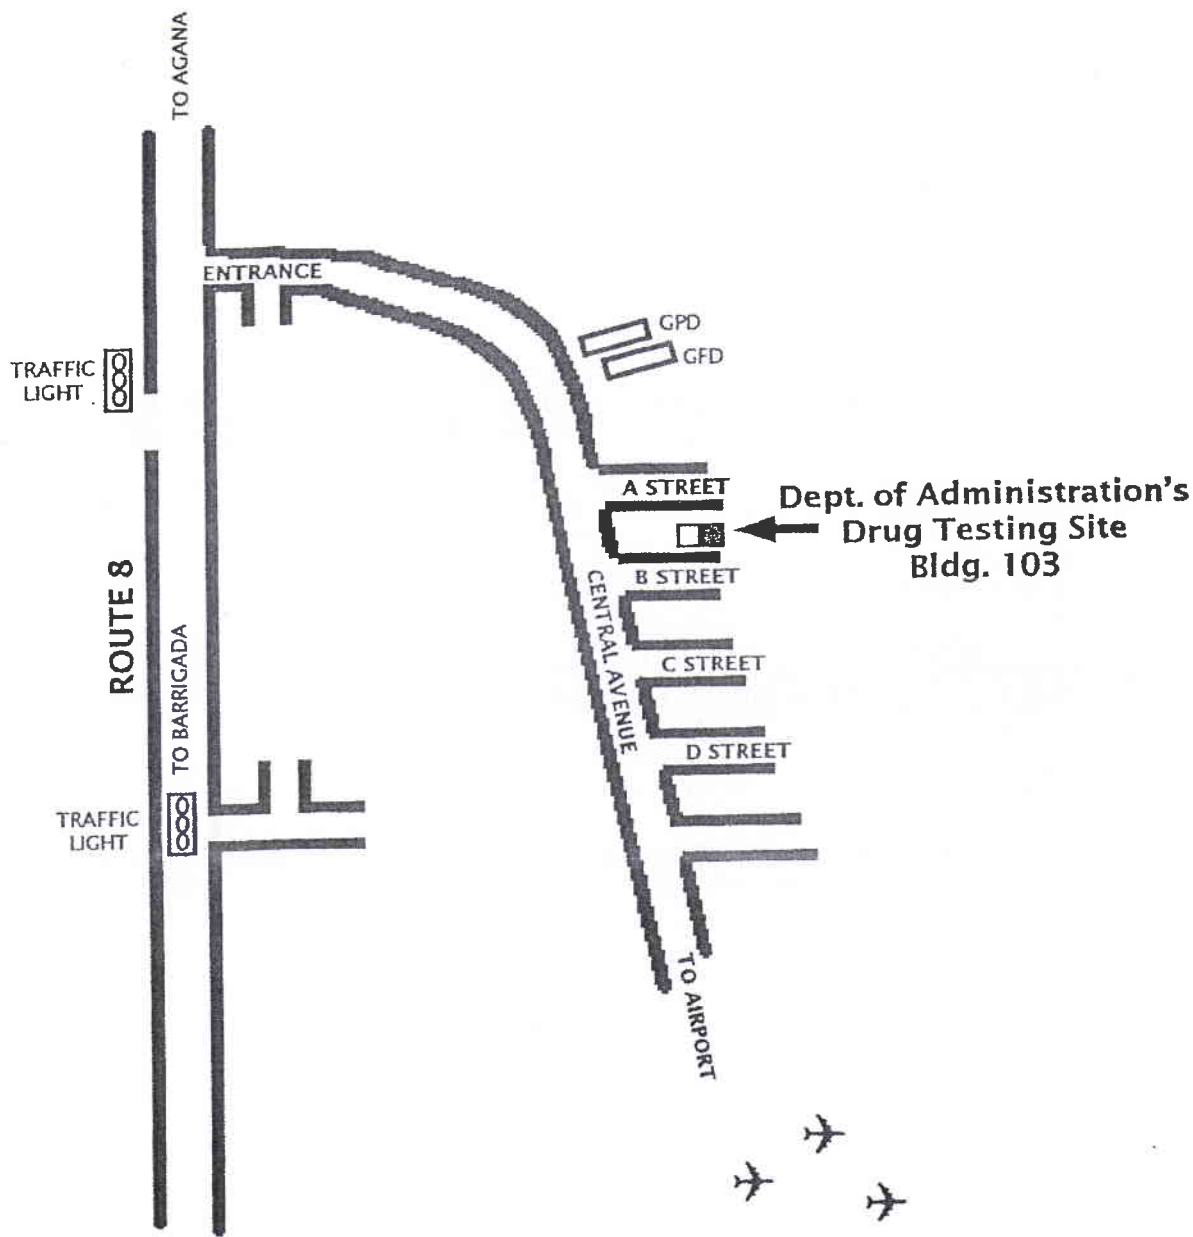 TO AGANA
ENTRANCE
GPD
GFD
TRAFFIC
LIGHT
A STREET
Dept. of Administration's
Drug Testing Site
Bldg. 103
B STREET
CENTRAL AVENUE
ROUTE 8
TO BARRIGADA
C STREET
D STREET
TRAFFIC
LIGHT
TO AIRPORT